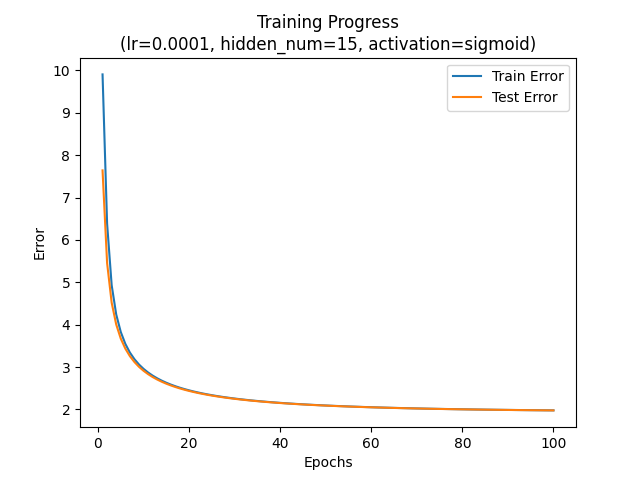 Training Progress
(lr=0.0001, hidden_num=15, activation=sigmoid)
Train Error
Test Error
Error
10
9
8
7
6
5
4
3
2
0 20 40 60 80 100
Epochs